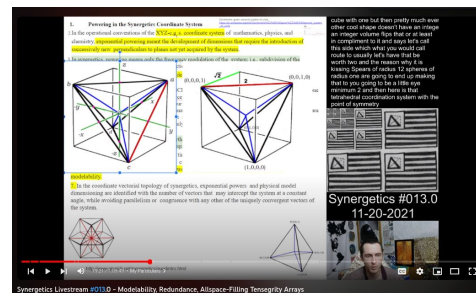 1. Powering in the Synergetics Coordinate System
In the operational conventions of the XYZ-c.g.s. coordinate system of mathematics, physics, and
chemistry, exponential powering meant the development of dimensions that require the introduction of
successively new perpendiculars to planes not yet acquired by the system.
modelability.
7. In the coordinate vectorial topology of synergetics, exponential powers and physical model
dimensioning are identified with the number of vectors that may intercept the system at a constant
angle, while avoiding parallelism or congruence with any other of the uniquely convergent vectors of
the system.
(0,0,0,1)
√2
2
(0,0,1,0)
(1,0,0,0)
c
cube with one but then pretty much ever
other cool shape doesn't have an intege
an integer volume flips that or at least
in compliment to it and says let's call
this side which what you would call
route to usually let's have that be
worth two and the reason why it is
kissing Spears of radius 12 spheres of
radius one are going to end up making
that to you going to be a little eye
minimum 2 and then here is that
tetrahedral coordination system with the
point of symmetry
Synergetics #013.0
11-20-2021
Synergetics Livestream #013.0 ~ Modelability, Redundance, Allspace-Filling Tensegrity Arrays